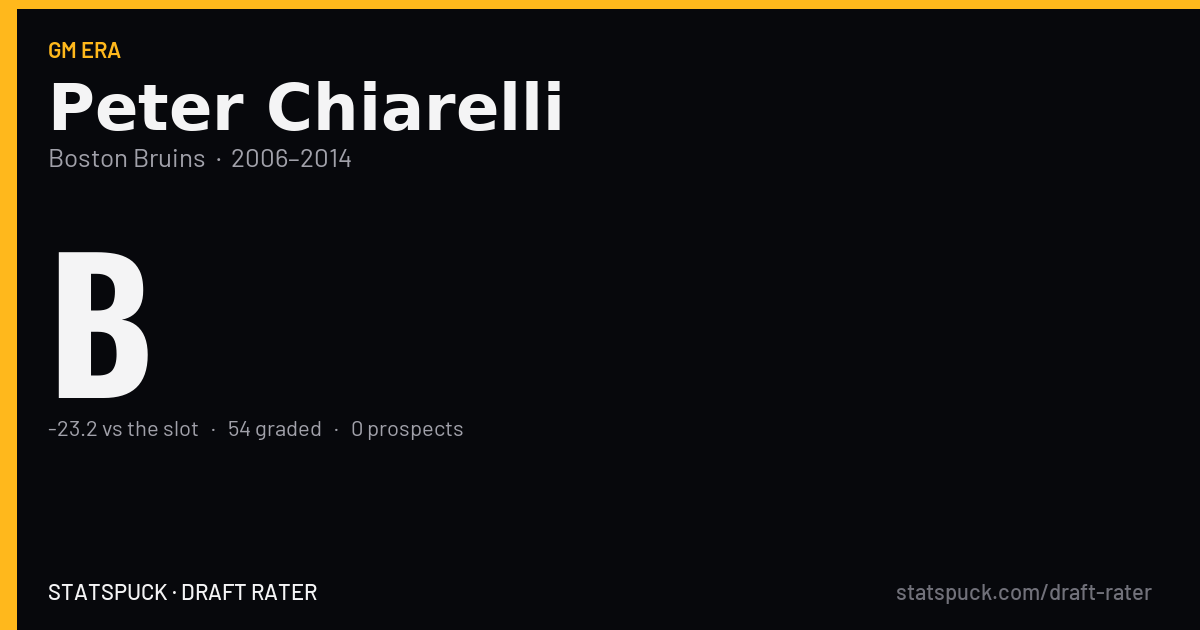 GM ERA
Peter Chiarelli
Boston Bruins · 2006–2014
B
-23.2 vs the slot · 54 graded · 0 prospects
STATSPUCK · DRAFT RATER
statspuck.com/draft-rater